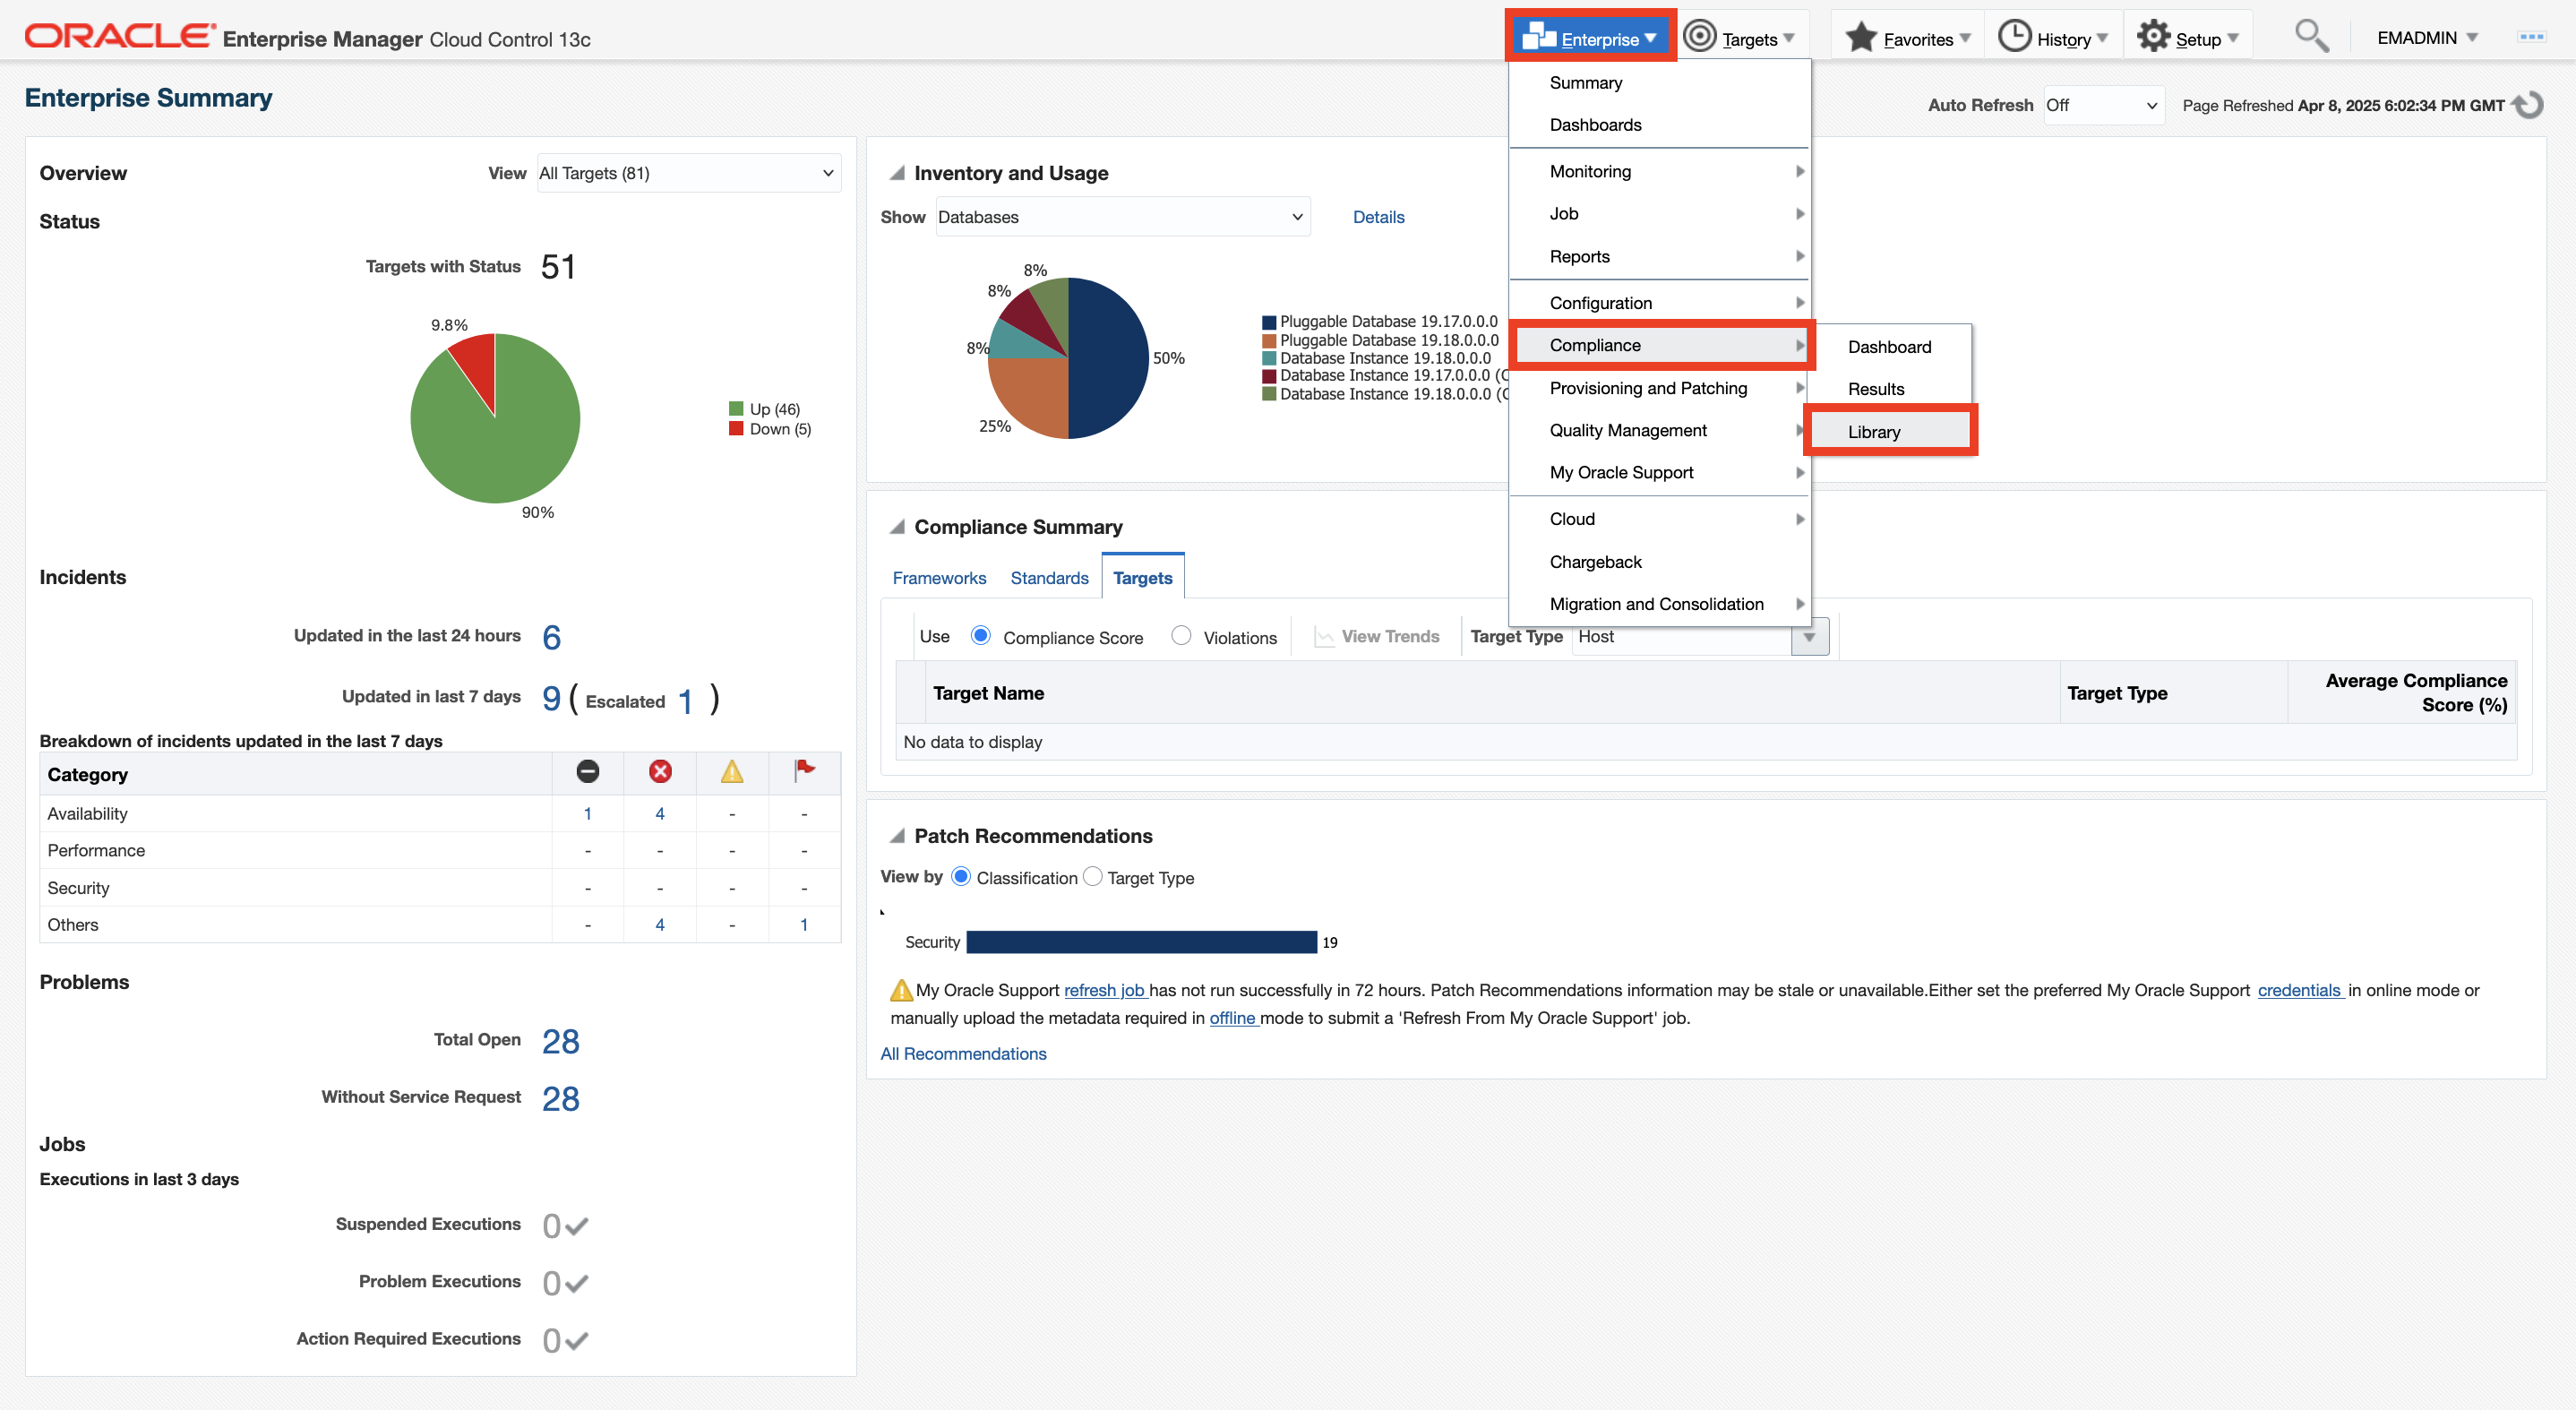 ORACLE Enterprise Manager Cloud Control 13c
Enterprise Targets Favorites History Setup EMADMIN
Enterprise Summary
Auto Refresh Off Page Refreshed Apr 8, 2025 6:02:34 PM GMT
Overview View All Targets (81)
Status
Targets with Status 51
9.8%
90%
Up (46)
Down (5)
Incidents
Updated in the last 24 hours 6
Updated in last 7 days 9 ( Escalated 1 )
Breakdown of incidents updated in the last 7 days
Category
Availability 1 4 - -
Performance - - - -
Security - - - -
Others - 4 - 1
Problems
Total Open 28
Without Service Request 28
Jobs
Executions in last 3 days
Suspended Executions 0
Problem Executions 0
Action Required Executions 0
Inventory and Usage
Show Databases Details
8%
8%
8%
50%
25%
Pluggable Database 19.17.0.0.0
Pluggable Database 19.18.0.0.0
Database Instance 19.18.0.0.0
Database Instance 19.17.0.0.0 (C
Database Instance 19.18.0.0.0 (C
Compliance Summary
Frameworks Standards Targets
Use Compliance Score Violations View Trends Target Type Host
Target Name Target Type Average Compliance
Score (%)
No data to display
Patch Recommendations
View by Classification Target Type
Security 19
My Oracle Support refresh job has not run successfully in 72 hours. Patch Recommendations information may be stale or unavailable.Either set the preferred My Oracle Support credentials in online mode or
manually upload the metadata required in offline mode to submit a 'Refresh From My Oracle Support' job.
All Recommendations
Summary
Dashboards
Monitoring
Job
Reports
Configuration
Compliance
Provisioning and Patching
Quality Management
My Oracle Support
Cloud
Chargeback
Migration and Consolidation
Dashboard
Results
Library